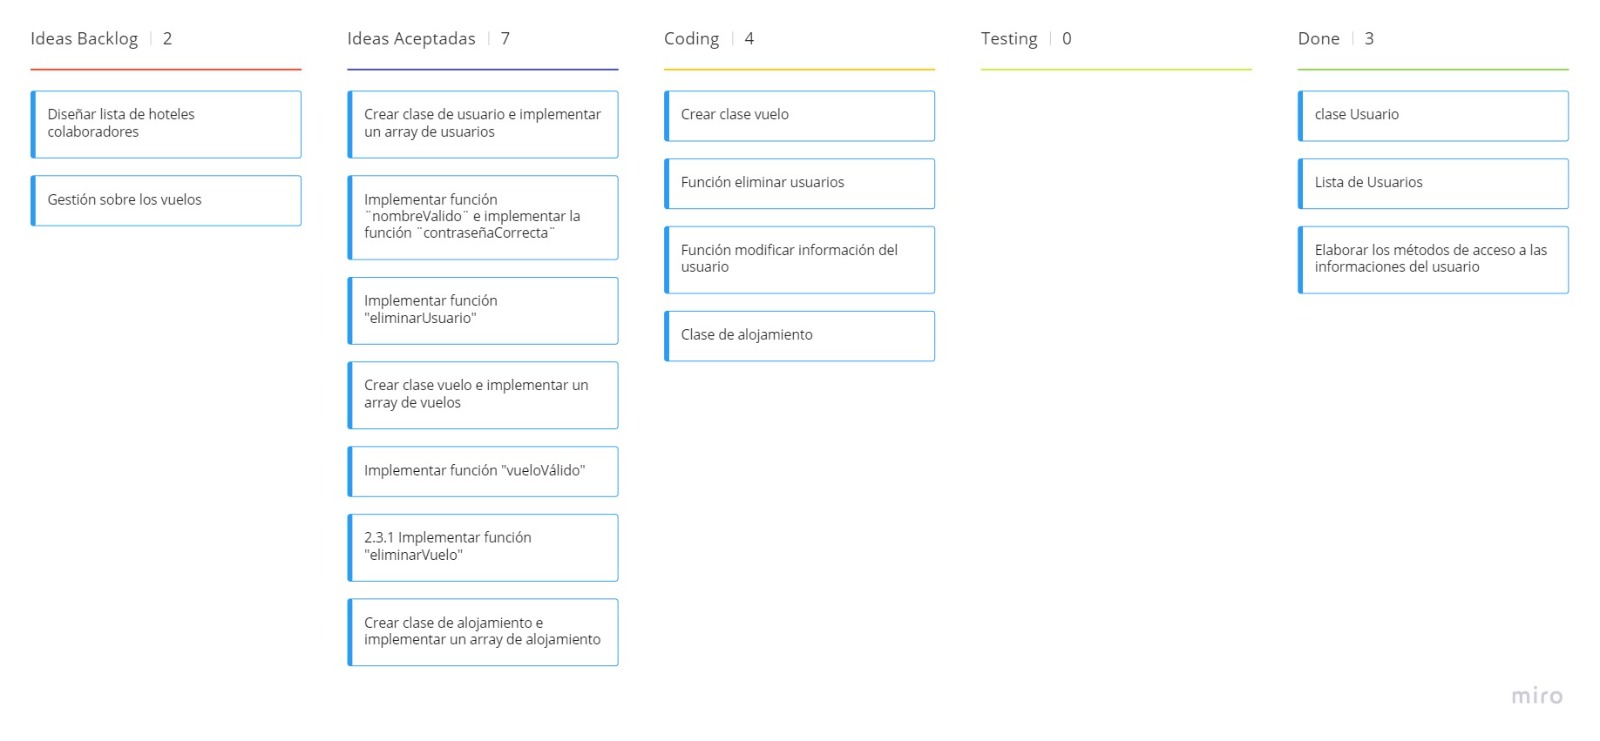 Ideas Backlog | 2
Diseñar lista de hoteles
colaboradores
Gestión sobre los vuelos
Ideas Aceptadas | 7
Crear clase de usuario e implementar
un array de usuarios
Implementar función
¨nombreValido¨ e implementar la
función ¨contraseñaCorrecta¨
Implementar función
"eliminarUsuario"
Crear clase vuelo e implementar un
array de vuelos
Implementar función "vueloVálido"
2.3.1 Implementar función
"eliminarVuelo"
Crear clase de alojamiento e
implementar un array de alojamiento
Coding | 4
Crear clase vuelo
Función eliminar usuarios
Función modificar información del
usuario
Clase de alojamiento
Testing | 0
Done | 3
clase Usuario
Lista de Usuarios
Elaborar los métodos de acceso a las
informaciones del usuario
miro